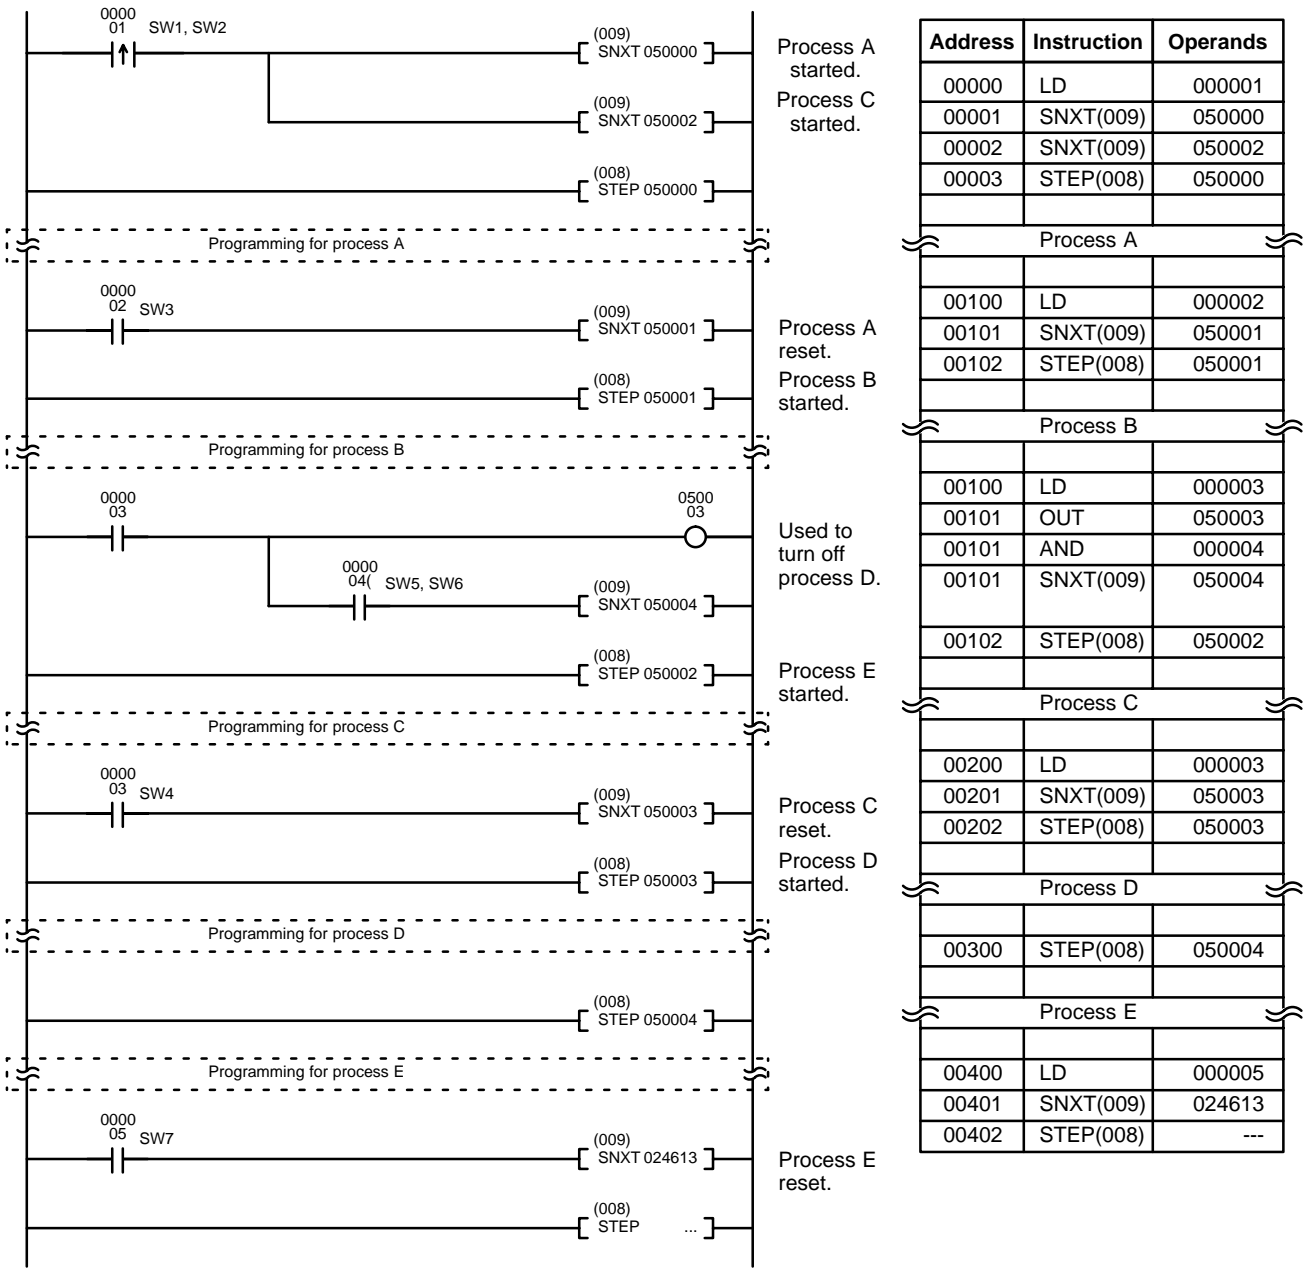 0000
01 SW1, SW2
(009)
SNXT 050000
Process A
started.
(009)
SNXT 050002
Process C
started.
(008)
STEP 050000
Programming for process A
0000
02 SW3
(009)
SNXT 050001
Process A
reset.
(008)
STEP 050001
Process B
started.
Programming for process B
0000
03
0500
03
Used to
turn off
process D.
0000
04( SW5, SW6
(009)
SNXT 050004
(008)
STEP 050002
Process E
started.
Programming for process C
0000
03 SW4
(009)
SNXT 050003
Process C
reset.
(008)
STEP 050003
Process D
started.
Programming for process D
(008)
STEP 050004
Programming for process E
0000
05 SW7
(009)
SNXT 024613
Process E
reset.
(008)
STEP ...
Address Instruction Operands
00000 LD 000001
00001 SNXT(009) 050000
00002 SNXT(009) 050002
00003 STEP(008) 050000
Process A
00100 LD 000002
00101 SNXT(009) 050001
00102 STEP(008) 050001
Process B
00100 LD 000003
00101 OUT 050003
00101 AND 000004
00101 SNXT(009) 050004
00102 STEP(008) 050002
Process C
00200 LD 000003
00201 SNXT(009) 050003
00202 STEP(008) 050003
Process D
00300 STEP(008) 050004
Process E
00400 LD 000005
00401 SNXT(009) 024613
00402 STEP(008) ---